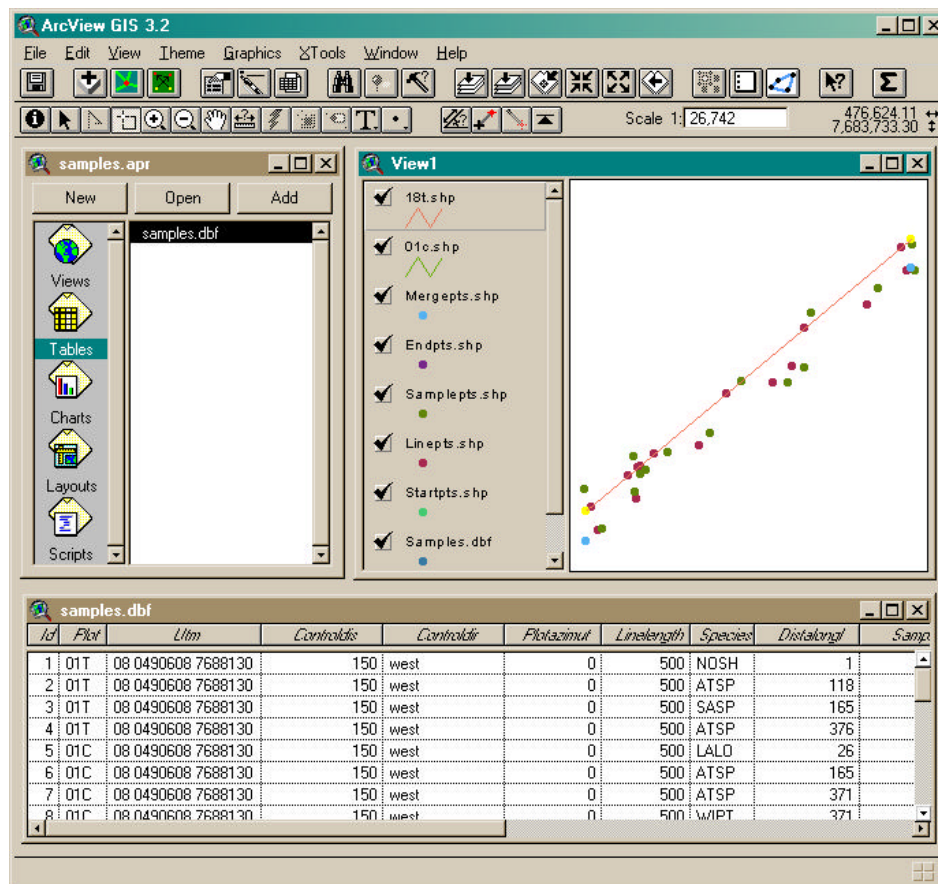 ArcView GIS 3.2
File Edit View Theme Graphics XTools Window Help
Scale 1: 26,742
476,624.11
7,683,733.30
samples.apr
New Open Add
samples.dbf
Views
Tables
Charts
Layouts
Scripts
View1
18t.shp
01c.shp
Mergepts.shp
Endpts.shp
Samplepts.shp
Linepts.shp
Startpts.shp
Samples.dbf
samples.dbf
Id Plot Utm Controldis Controldir Plotazimut Linelength Species Distalongl Samp
1 01T 08 0490608 7688130 150 west 0 500 NOSH 1
2 01T 08 0490608 7688130 150 west 0 500 ATSP 118
3 01T 08 0490608 7688130 150 west 0 500 SASP 165
4 01T 08 0490608 7688130 150 west 0 500 ATSP 376
5 01C 08 0490608 7688130 150 west 0 500 LALO 26
6 01C 08 0490608 7688130 150 west 0 500 ATSP 165
7 01C 08 0490608 7688130 150 west 0 500 ATSP 371
8 01C 08 0490608 7688130 150 west 0 500 WIPT 371